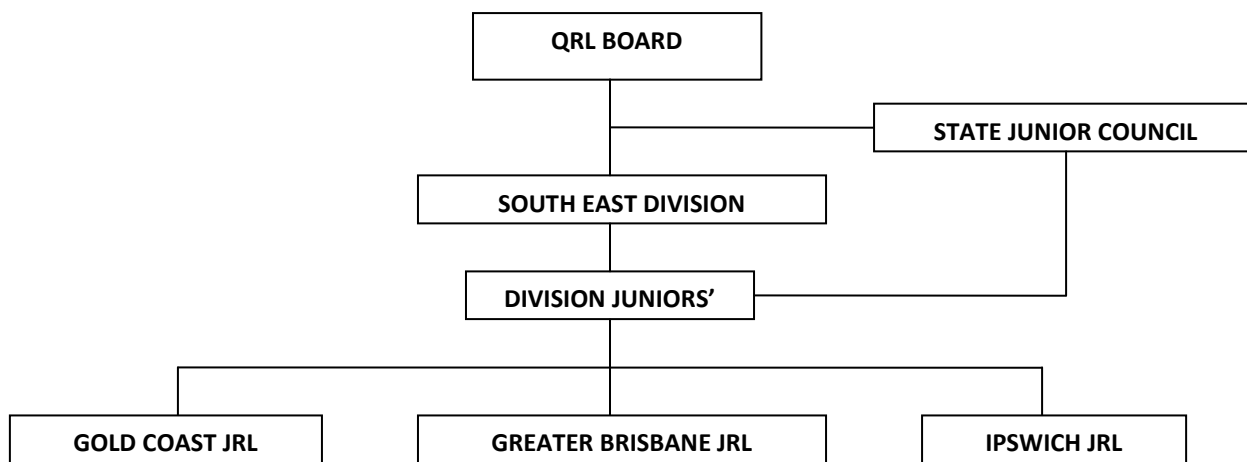 QRL BOARD
STATE JUNIOR COUNCIL
SOUTH EAST DIVISION
DIVISION JUNIORS’
GOLD COAST JRL
GREATER BRISBANE JRL
IPSWICH JRL